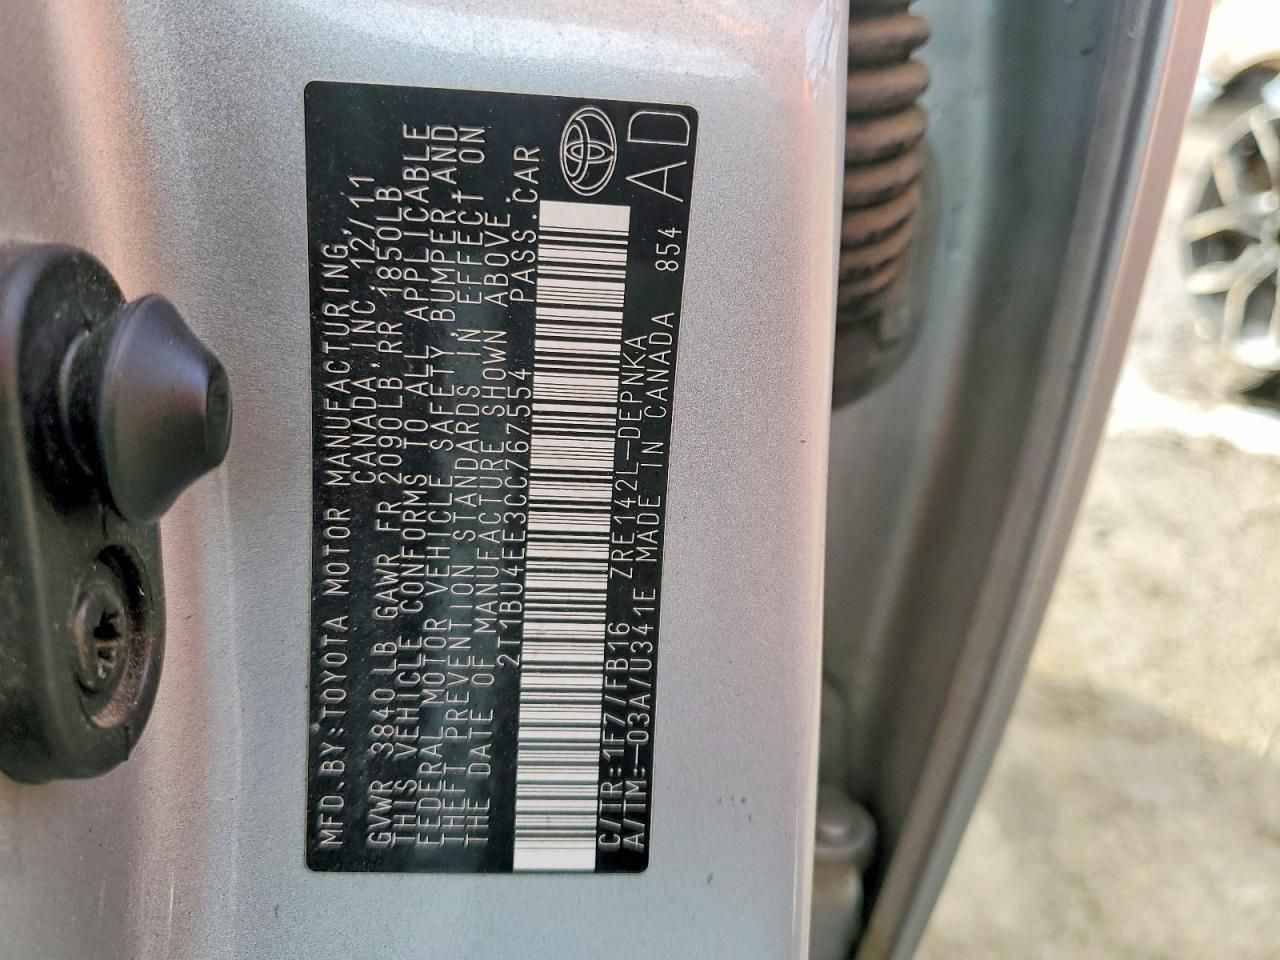 MFD.BY:TOYOTA MOTOR MANUFACTURING,
CANADA,INC. 12/11
GVWR 3840LB GAWR FR 2090LB RR 1850LB
THIS VEHICLE CONFORMS TO ALL APPLICABLE
FEDERAL MOTOR VEHICLE SAFETY,BUMPER,AND
THEFT PREVENTION STANDARDS IN EFFECT ON
THE DATE OF MANUFACTURE SHOWN ABOVE.
2T1BU4EE3CC767554 PASS.CAR
C/TR:1F7/FB16 ZRE142L-DEPNKA
A/TM:-03A/U341E MADE IN CANADA 854 AD